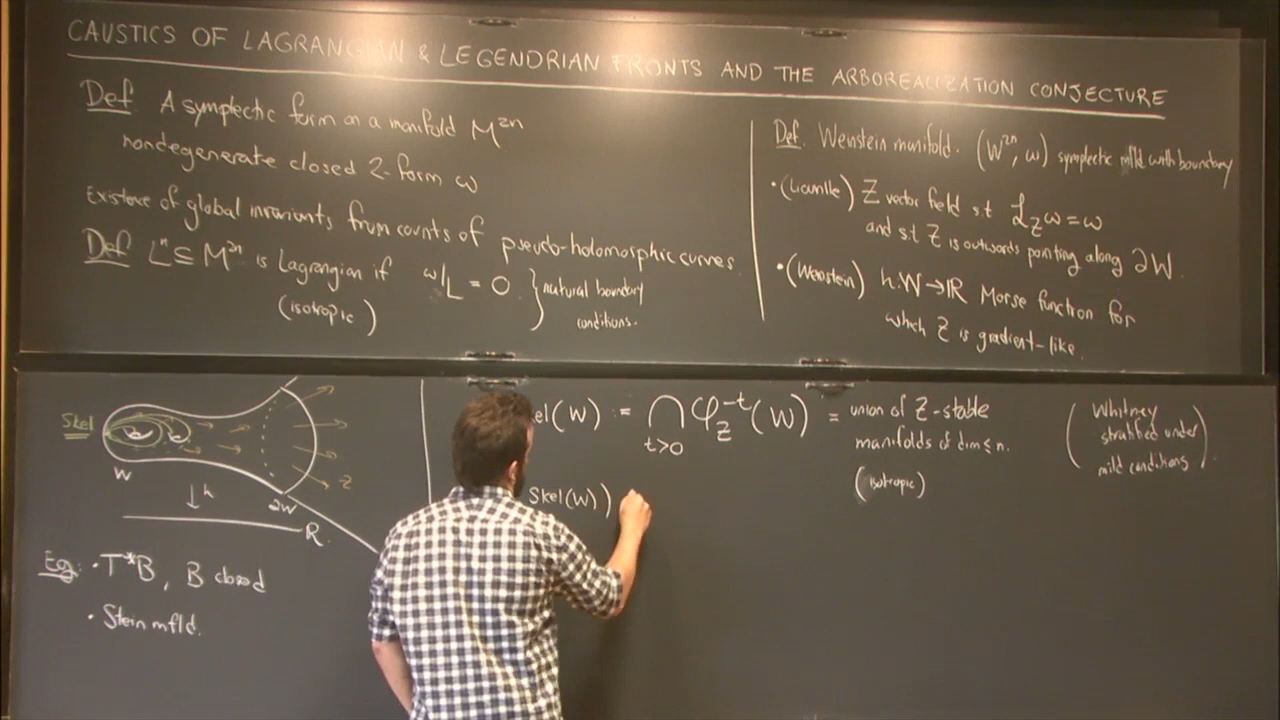 CAUSTICS OF LAGRANGIAN & LEGENDRIAN FRONTS AND THE ARBOREALIZATION CONJECTURE
Def A symplectic form on a manifold M²ⁿ
nondegenerate closed 2-form ω
Existence of global invariants from counts of pseudo-holomorphic curves.
Def Lⁿ ⊆ M²ⁿ is Lagrangian if ω|L = 0
(isotropic)
} natural boundary
conditions.
Def. Weinstein manifold. (W²ⁿ, ω) symplectic mfld with boundary
• (Liouville) Z vector field s.t ℒ_Z ω = ω
and s.t Z is outwards pointing along ∂W.
• (Weinstein) h: W → ℝ Morse function for
which Z is gradient-like.
Skel
W
↓ h
∂W
Z
R.
Eg: • T*B, B closed
• Stein mfld.
el(W) := ⋂_{t>0} φ_Z^{-t}(W) = union of Z-stable
manifolds of dim ≤ n.
(isotropic)
(Whitney
stratified under
mild conditions).
Skel(W))